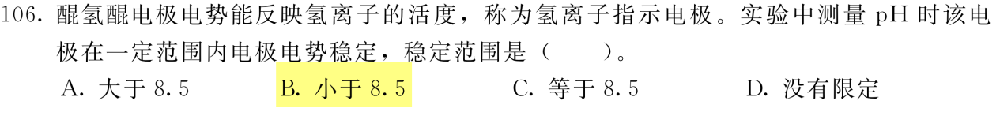 106. 醌氢醌电极电势能反映氢离子的活度，称为氢离子指示电极。实验中测量 pH 时该电
极在一定范围内电极电势稳定，稳定范围是（　　）。
A. 大于 8.5　　B. 小于 8.5　　C. 等于 8.5　　D. 没有限定